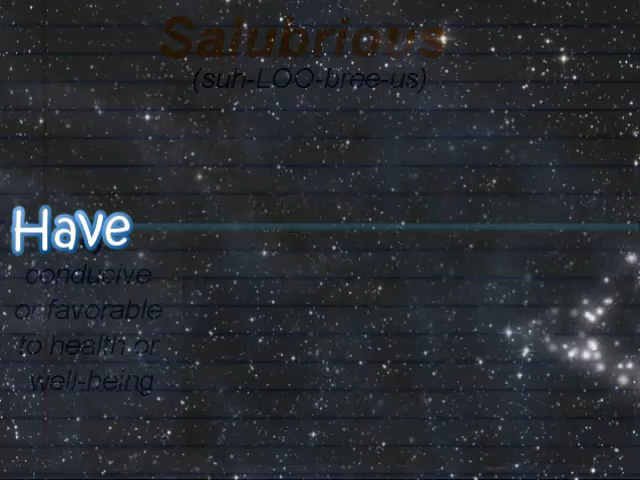 Salubrious
(suh-LOO-bree-us)
Have
conducive
or favorable
to health or
well-being